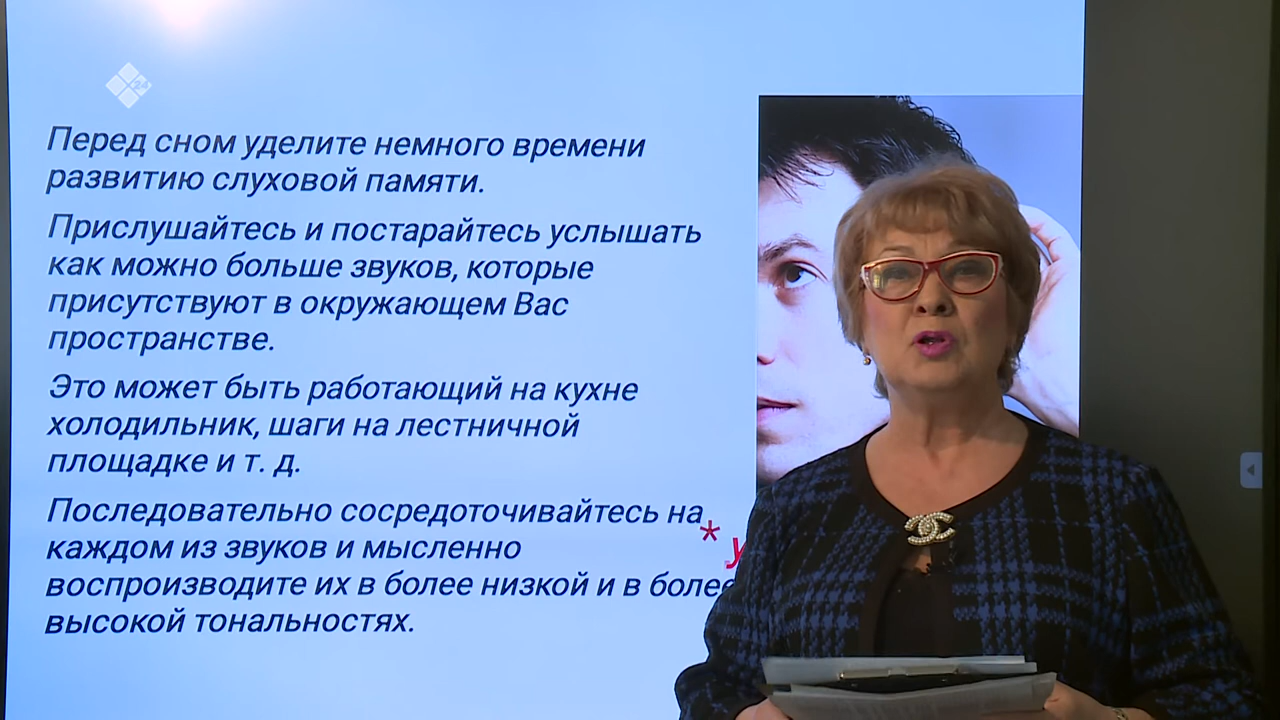 24
Перед сном уделите немного времени
развитию слуховой памяти.
Прислушайтесь и постарайтесь услышать
как можно больше звуков, которые
присутствуют в окружающем Вас
пространстве.
Это может быть работающий на кухне
холодильник, шаги на лестничной
площадке и т. д.
Последовательно сосредоточивайтесь на
каждом из звуков и мысленно
воспроизводите их в более низкой и в более
высокой тональностях.